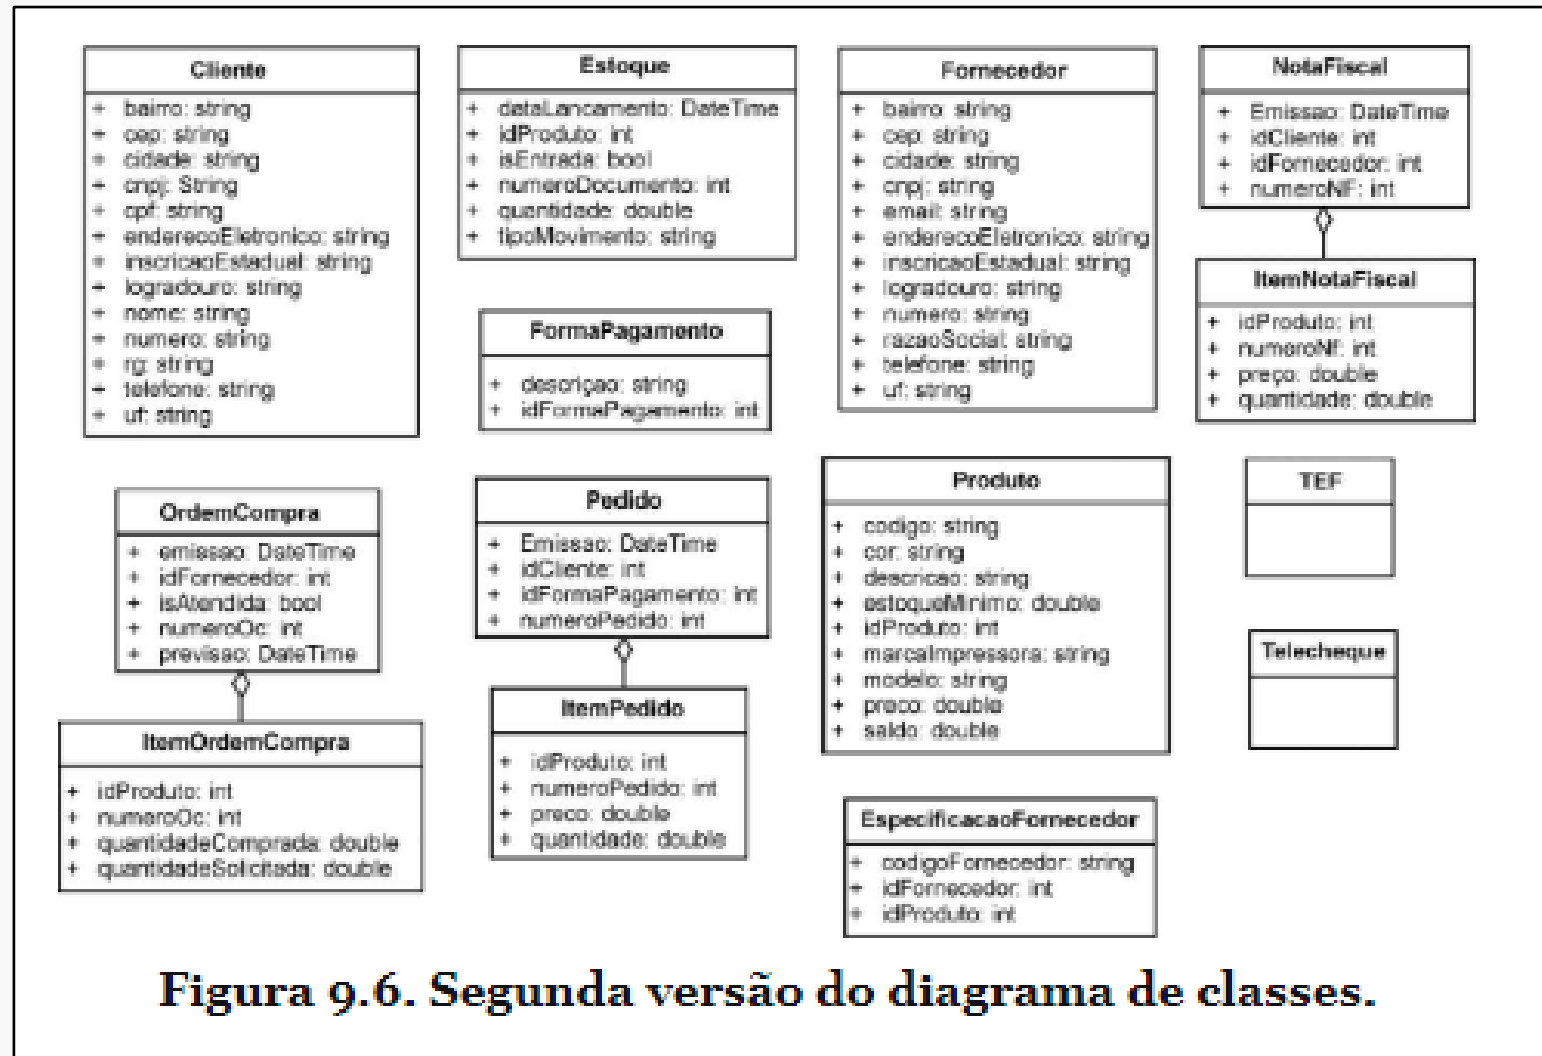 Cliente
+ bairro: string
+ cep: string
+ cidade: string
+ cnpj: String
+ cpf: string
+ enderecoEletronico: string
+ inscricaoEstadual: string
+ logradouro: string
+ nome: string
+ numero: string
+ rg: string
+ telefone: string
+ uf: string
Estoque
+ dataLancamento: DateTime
+ idProduto: int
+ isEntrada: bool
+ numeroDocumento: int
+ quantidade: double
+ tipoMovimento: string
Fornecedor
+ bairro: string
+ cep: string
+ cidade: string
+ cnpj: string
+ email: string
+ enderecoEletronico: string
+ inscricaoEstadual: string
+ logradouro: string
+ numero: string
+ razaoSocial: string
+ telefone: string
+ uf: string
NotaFiscal
+ Emissao: DateTime
+ idCliente: int
+ idFornecedor: int
+ numeroNF: int
ItemNotaFiscal
+ idProduto: int
+ numeroNf: int
+ preço: double
+ quantidade: double
FormaPagamento
+ descriçao: string
+ idFormaPagamento: int
OrdemCompra
+ emissao: DateTime
+ idFornecedor: int
+ isAtendida: bool
+ numeroOc: int
+ previsao: DateTime
ItemOrdemCompra
+ idProduto: int
+ numeroOc: int
+ quantidadeComprada: double
+ quantidadeSolicitada: double
Pedido
+ Emissao: DateTime
+ idCliente: int
+ idFormaPagamento: int
+ numeroPedido: int
ItemPedido
+ idProduto: int
+ numeroPedido: int
+ preco: double
+ quantidade: double
Produto
+ codigo: string
+ cor: string
+ descricao: string
+ estoqueMinimo: double
+ idProduto: int
+ marcaImpressora: string
+ modelo: string
+ preco: double
+ saldo: double
TEF
Telecheque
EspecificacaoFornecedor
+ codigoFornecedor: string
+ idFornecedor: int
+ idProduto: int
Figura 9.6. Segunda versão do diagrama de classes.